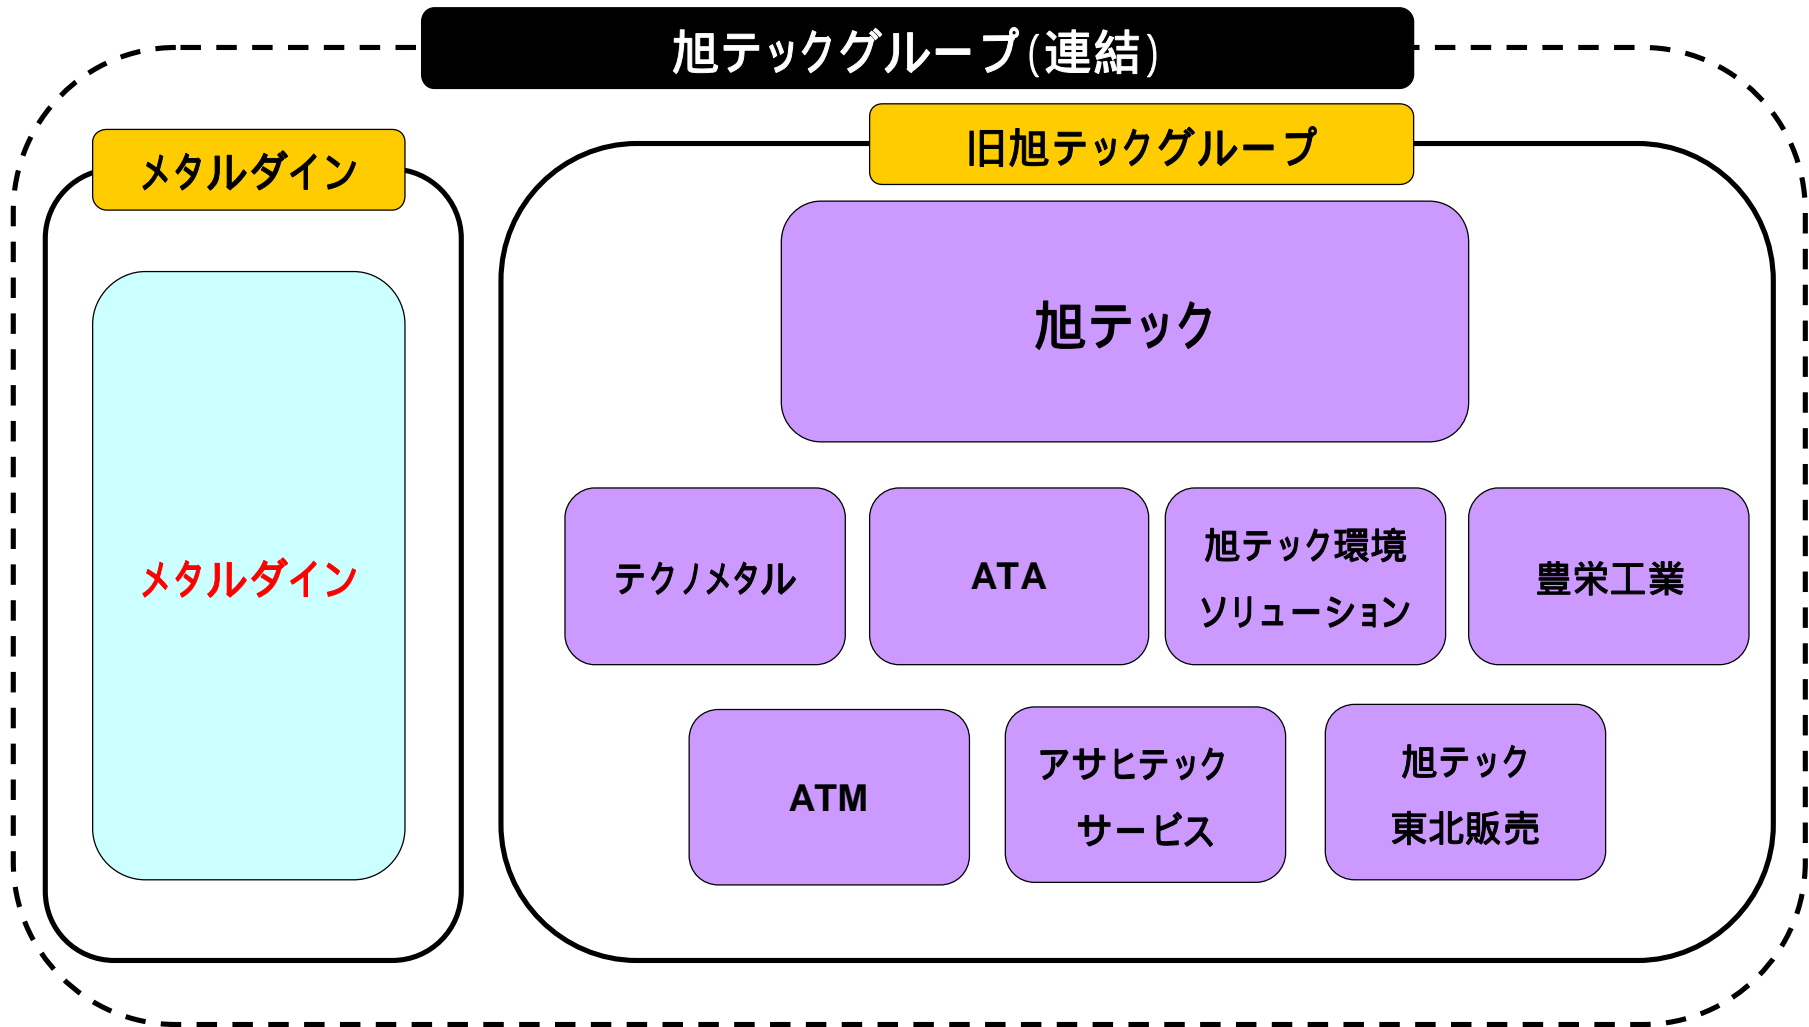 旭テックグループ(連結)
メタルダイン
メタルダイン
旧旭テックグループ
旭テック
テクノメタル
ATA
旭テック環境
ソリューション
豊栄工業
ATM
アサヒテック
サービス
旭テック
東北販売